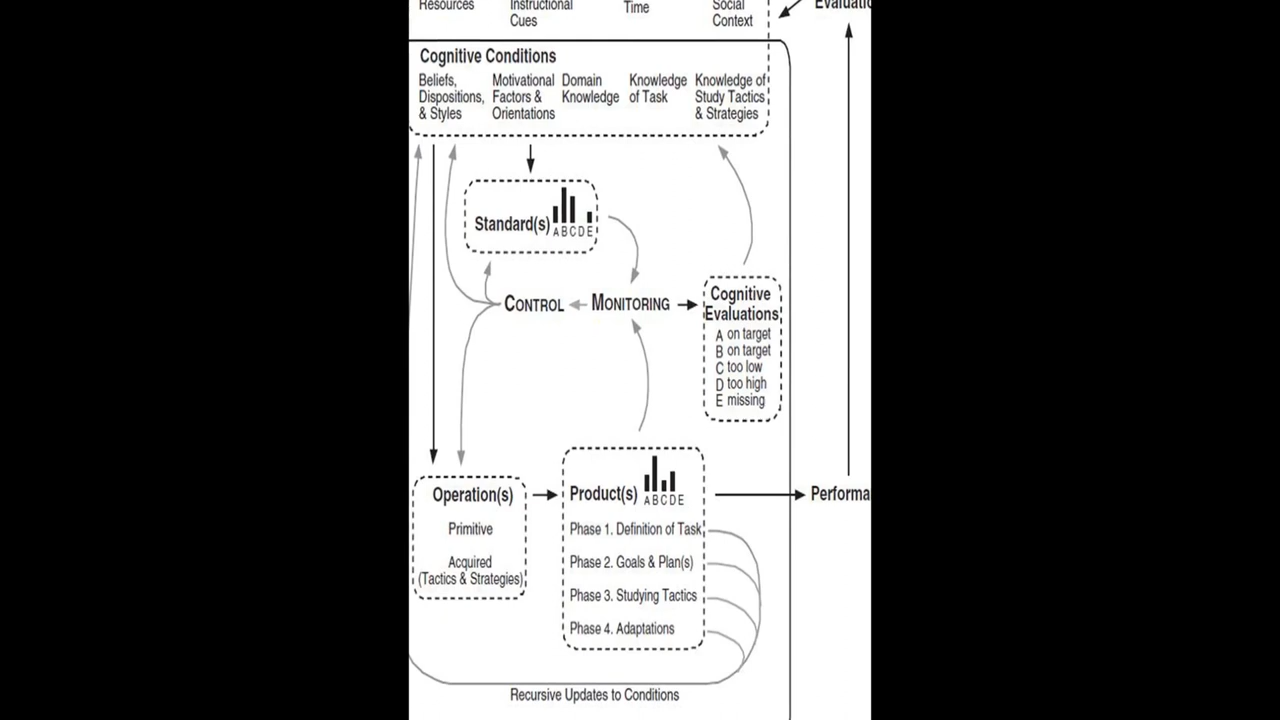 Resources
Instructional
Cues
Time
Social
Context
Cognitive Conditions
Beliefs,
Dispositions,
& Styles
Motivational
Factors &
Orientations
Domain
Knowledge
Knowledge
of Task
Knowledge of
Study Tactics
& Strategies
Standard(s)
ABCDE
CONTROL
MONITORING
Cognitive
Evaluations
A on target
B on target
C too low
D too high
E missing
Operation(s)
Primitive
Acquired
(Tactics & Strategies)
Product(s)
ABCDE
Phase 1. Definition of Task
Phase 2. Goals & Plan(s)
Phase 3. Studying Tactics
Phase 4. Adaptations
Recursive Updates to Conditions